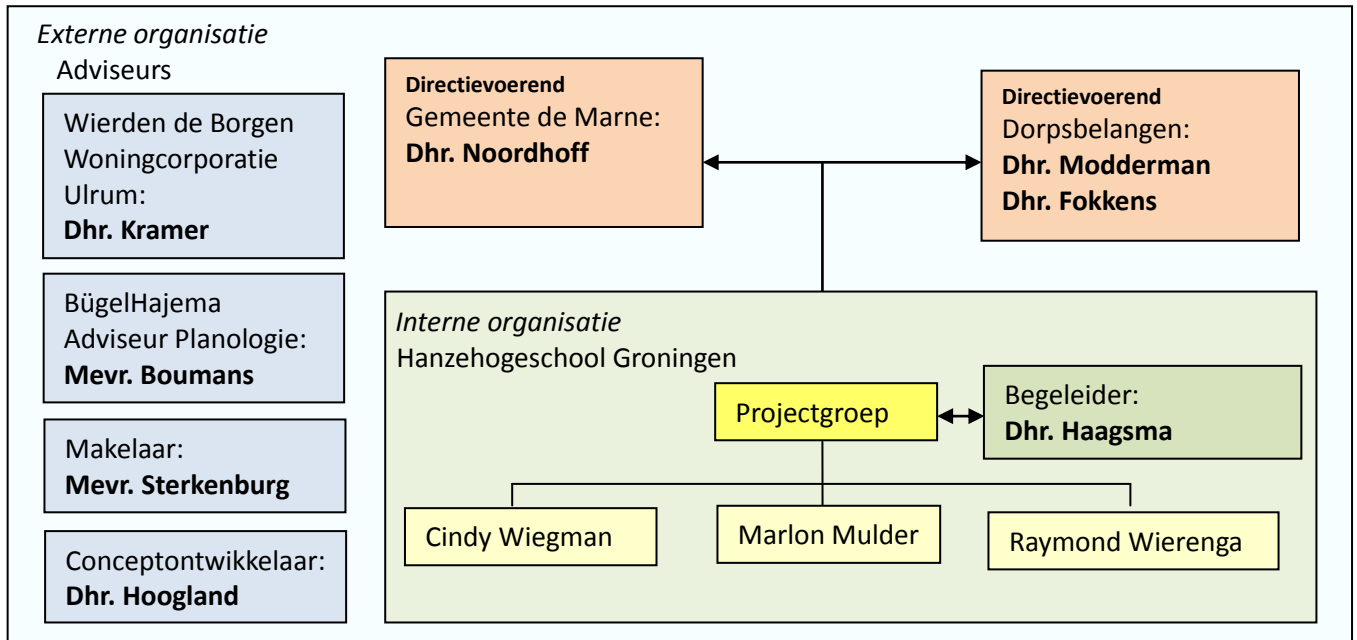 Externe organisatie
Adviseurs
Wierden de Borgen
Woningcorporatie
Ulrum:
Dhr. Kramer
BügelHajema
Adviseur Planologie:
Mevr. Boumans
Makelaar:
Mevr. Sterkenburg
Conceptontwikkelaar:
Dhr. Hoogland
Directievoerend
Gemeente de Marne:
Dhr. Noordhoff
Directievoerend
Dorpsbelangen:
Dhr. Modderman
Dhr. Fokkens
Interne organisatie
Hanzehogeschool Groningen
Projectgroep
Begeleider:
Dhr. Haagsma
Cindy Wiegman
Marlon Mulder
Raymond Wierenga